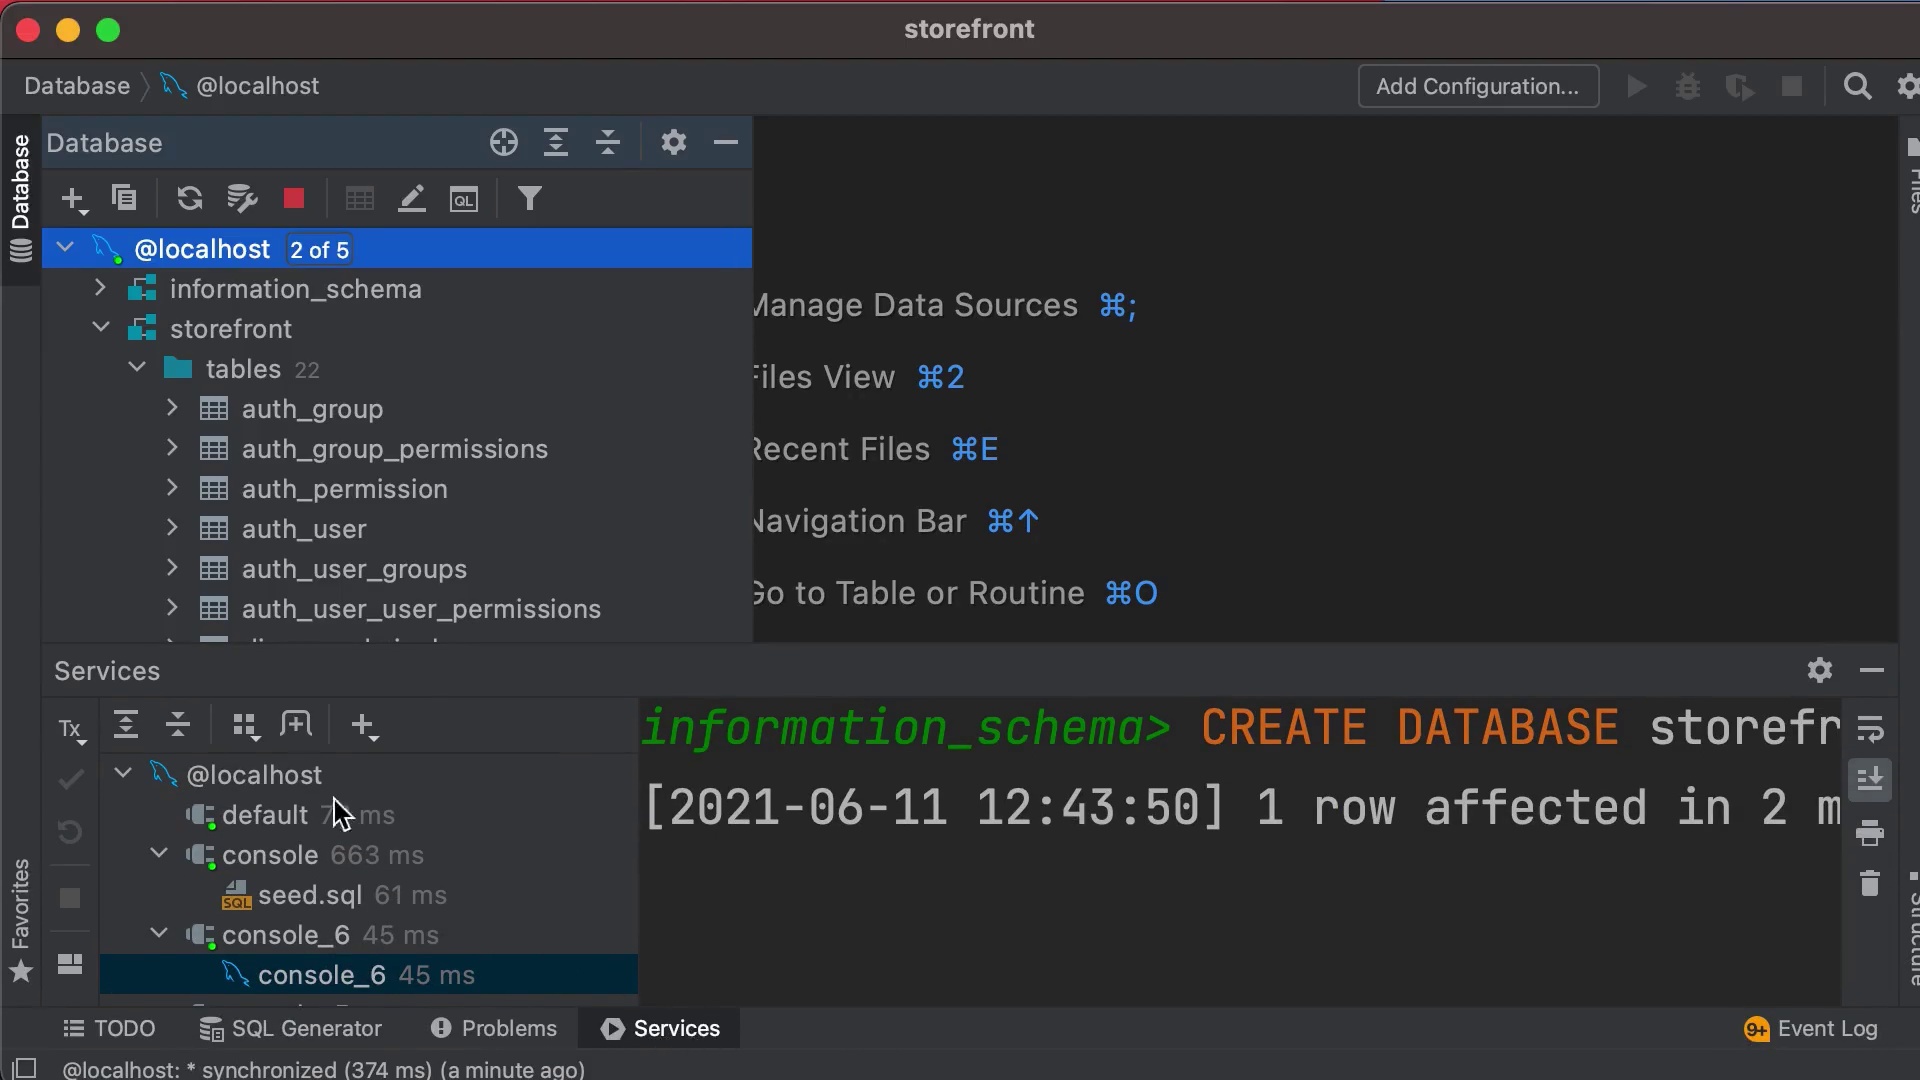 storefront
Database @localhost Add Configuration...
Database
Database
@localhost 2 of 5
information_schema
storefront
tables 22
auth_group
auth_group_permissions
auth_permission
auth_user
auth_user_groups
auth_user_user_permissions
Manage Data Sources ⌘;
Files View ⌘2
Recent Files ⌘E
Navigation Bar ⌘↑
Go to Table or Routine ⌘O
Files
Services
Tx
@localhost
default ms
console 663 ms
SQL seed.sql 61 ms
console_6 45 ms
console_6 45 ms
information_schema> CREATE DATABASE storefr
[2021-06-11 12:43:50] 1 row affected in 2 m
Favorites
Structure
TODO SQL Generator Problems Services 9+ Event Log
@localhost: * synchronized (374 ms) (a minute ago)